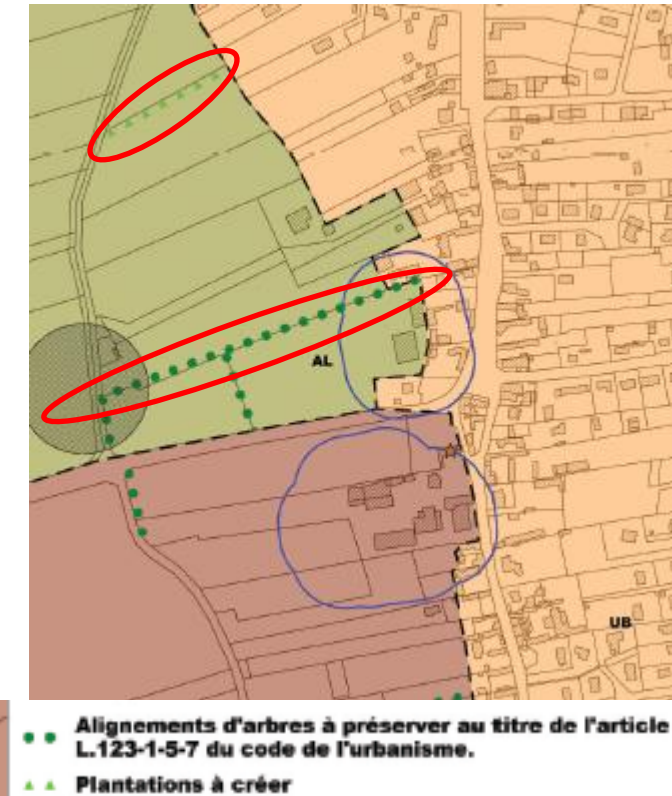 AL
UB
Alignements d'arbres à préserver au titre de l'article
L.123-1-5-7 du code de l'urbanisme.
Plantations à créer